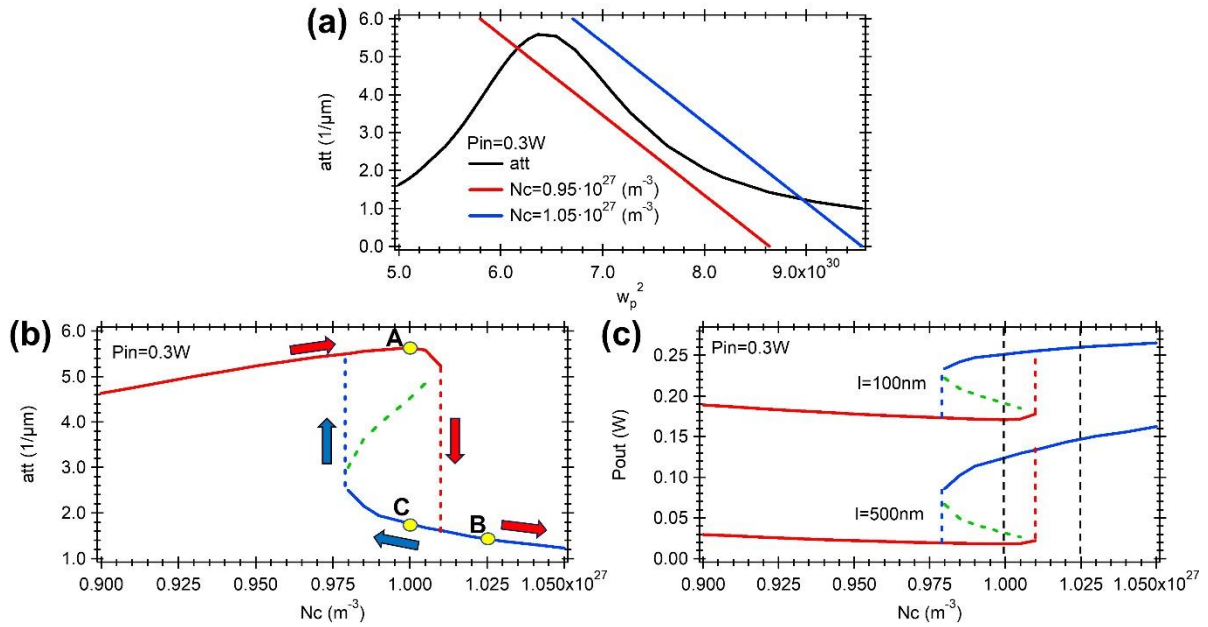 (a)
6.0
5.0
4.0
3.0
2.0
1.0
0.0
att (1/μm)
Pin=0.3W
att
Nc=0.95·10^27 (m^-3)
Nc=1.05·10^27 (m^-3)
5.0 6.0 7.0 8.0 9.0x10^30
w_p^2
(b)
6.0
5.0
4.0
3.0
2.0
1.0
att (1/μm)
Pin=0.3W
A
C
B
0.900 0.925 0.950 0.975 1.000 1.025 1.050x10^27
Nc (m^-3)
(c)
0.25
0.20
0.15
0.10
0.05
0.00
Pout (W)
Pin=0.3W
l=100nm
l=500nm
0.900 0.925 0.950 0.975 1.000 1.025 1.050x10^27
Nc (m^-3)